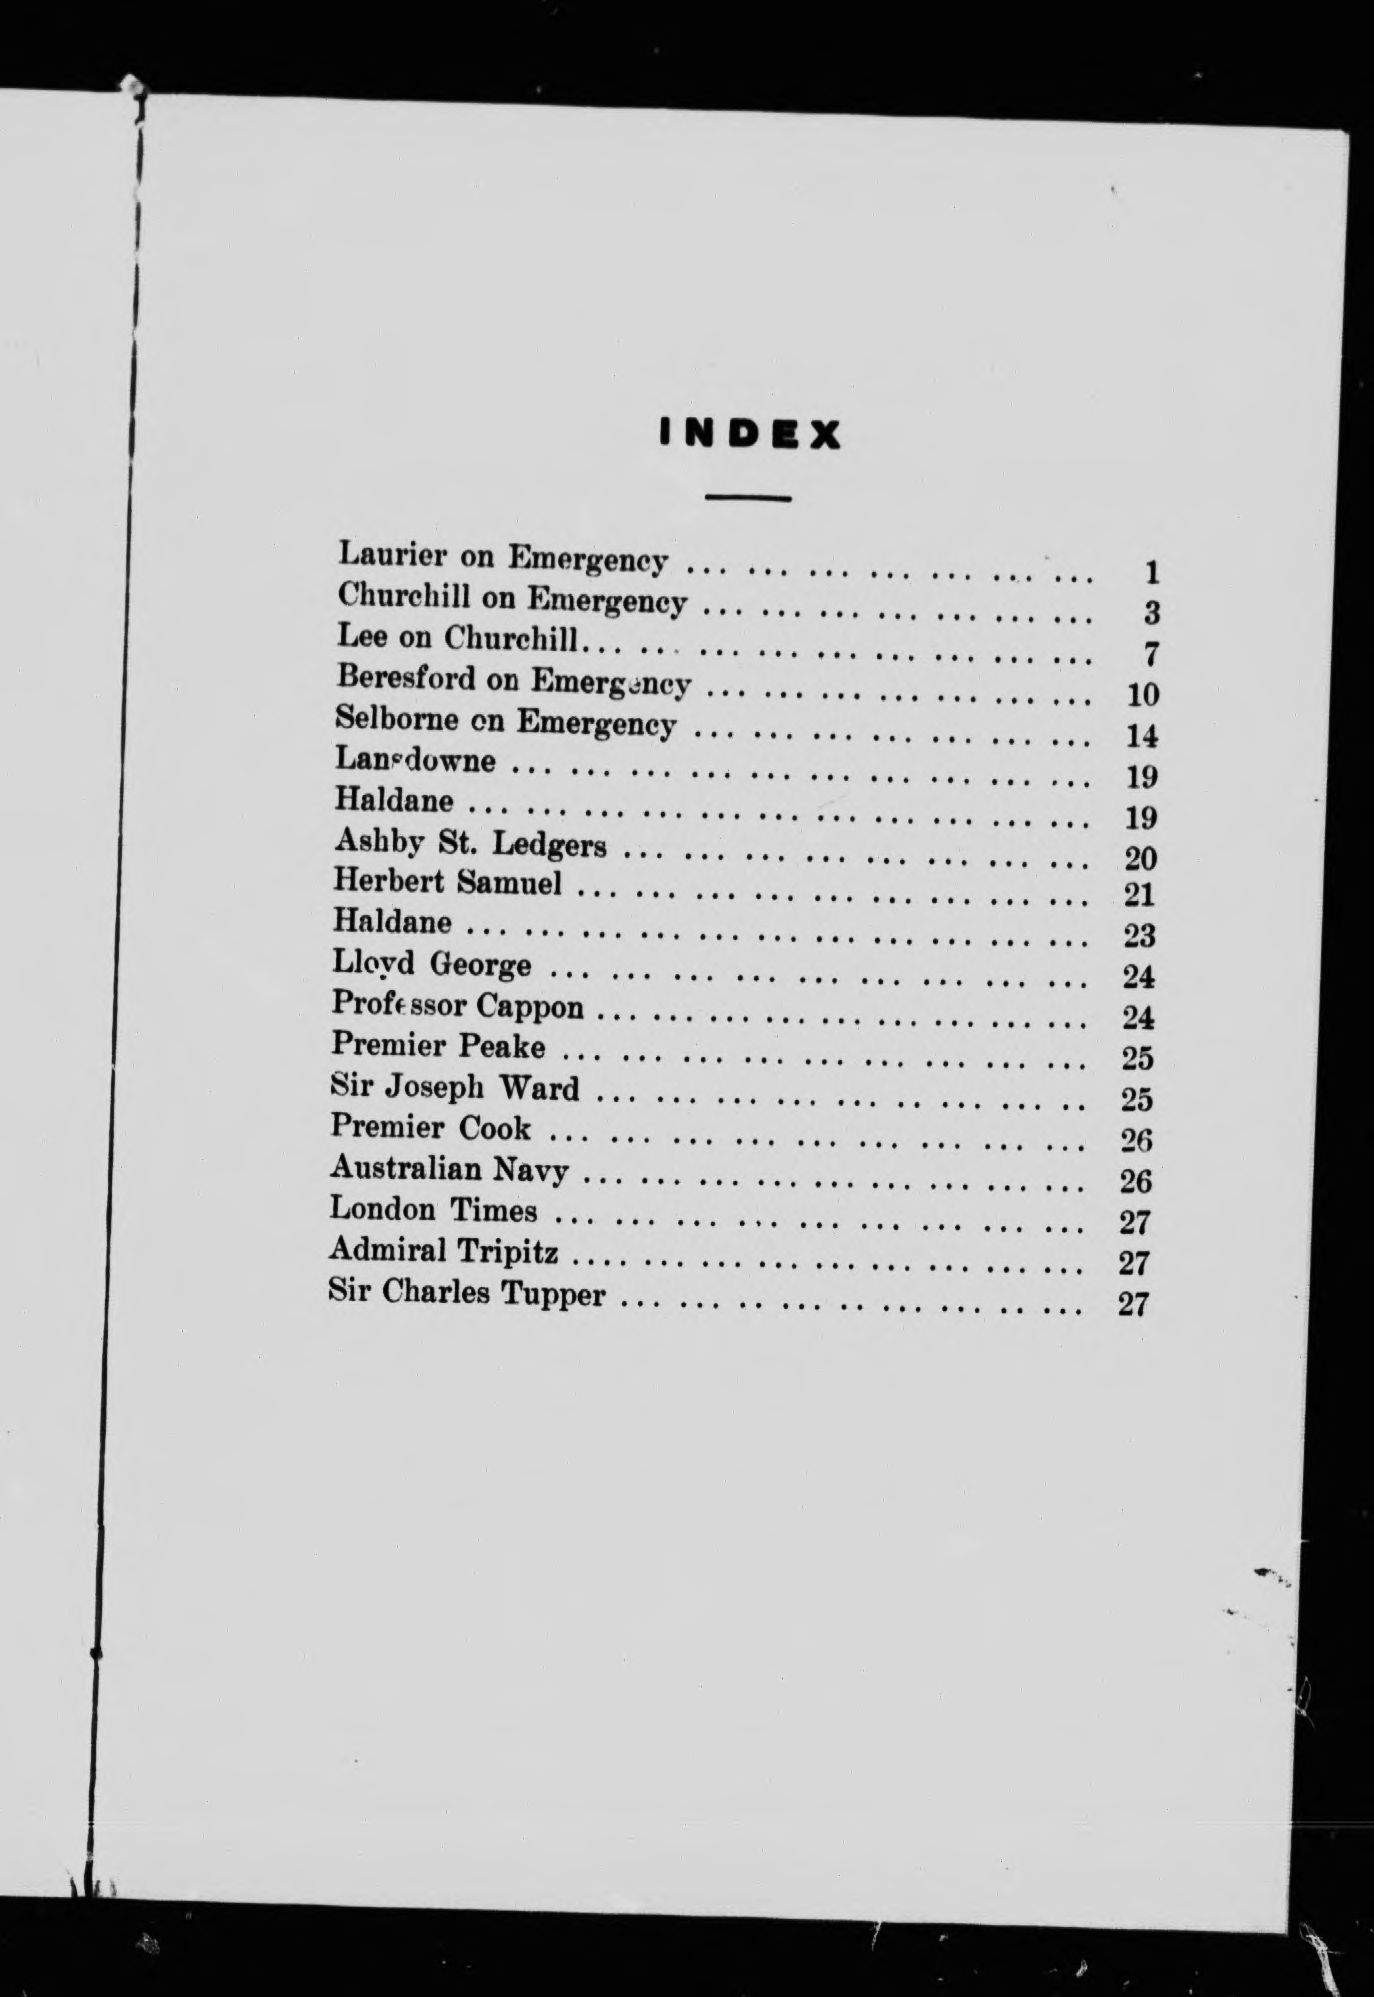 INDEX
Laurier on Emergency ... ... ... ... ... ... ... 1
Churchill on Emergency ... ... ... ... ... ... ... 3
Lee on Churchill... ... ... ... ... ... ... ... ... 7
Beresford on Emergency ... ... ... ... ... ... ... 10
Selborne on Emergency ... ... ... ... ... ... ... 14
Lansdowne ... ... ... ... ... ... ... ... ... ... 19
Haldane ... ... ... ... ... ... ... ... ... ... ... 19
Ashby St. Ledgers ... ... ... ... ... ... ... ... 20
Herbert Samuel ... ... ... ... ... ... ... ... ... 21
Haldane ... ... ... ... ... ... ... ... ... ... ... 23
Lloyd George ... ... ... ... ... ... ... ... ... 24
Professor Cappon ... ... ... ... ... ... ... ... ... 24
Premier Peake ... ... ... ... ... ... ... ... ... 25
Sir Joseph Ward ... ... ... ... ... .. ... ... .. 25
Premier Cook ... ... ... ... ... ... ... ... ... 26
Australian Navy ... ... ... ... ... ... ... ... ... 26
London Times ... ... ... ... ... ... ... ... ... 27
Admiral Tripitz .... ... ... ... ... ... ... ... ... 27
Sir Charles Tupper ... ... .. ... .. ... ... .. ... 27